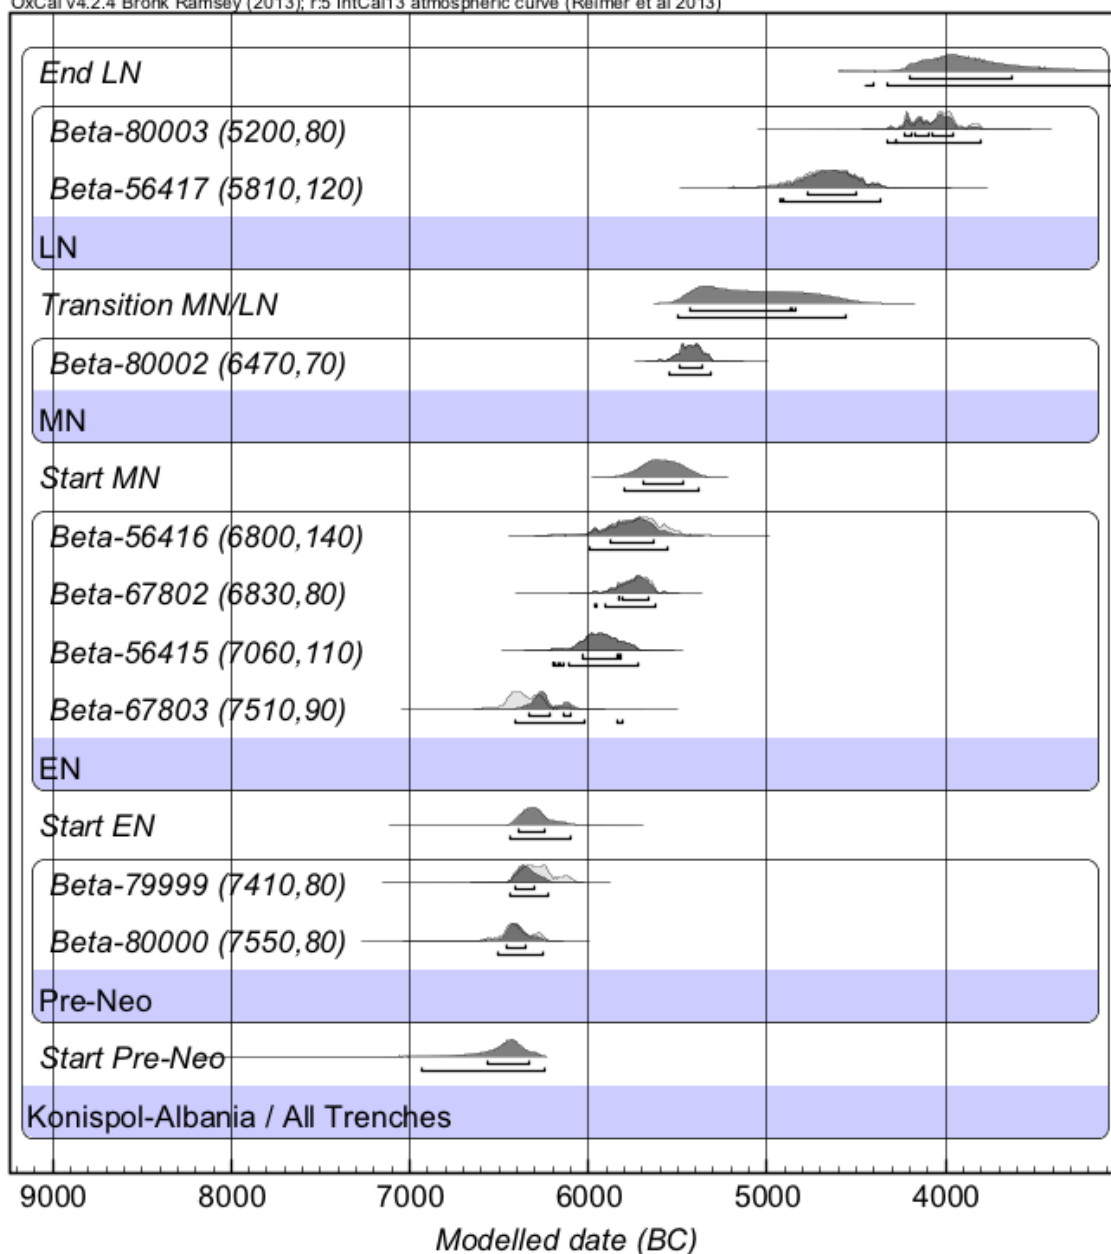 OxCal v4.2.4 Bronk Ramsey (2013); r:5 IntCal13 atmospheric curve (Reimer et al 2013)
End LN
Beta-80003 (5200,80)
Beta-56417 (5810,120)
LN
Transition MN/LN
Beta-80002 (6470,70)
MN
Start MN
Beta-56416 (6800,140)
Beta-67802 (6830,80)
Beta-56415 (7060,110)
Beta-67803 (7510,90)
EN
Start EN
Beta-79999 (7410,80)
Beta-80000 (7550,80)
Pre-Neo
Start Pre-Neo
Konispol-Albania / All Trenches
9000 8000 7000 6000 5000 4000
Modelled date (BC)